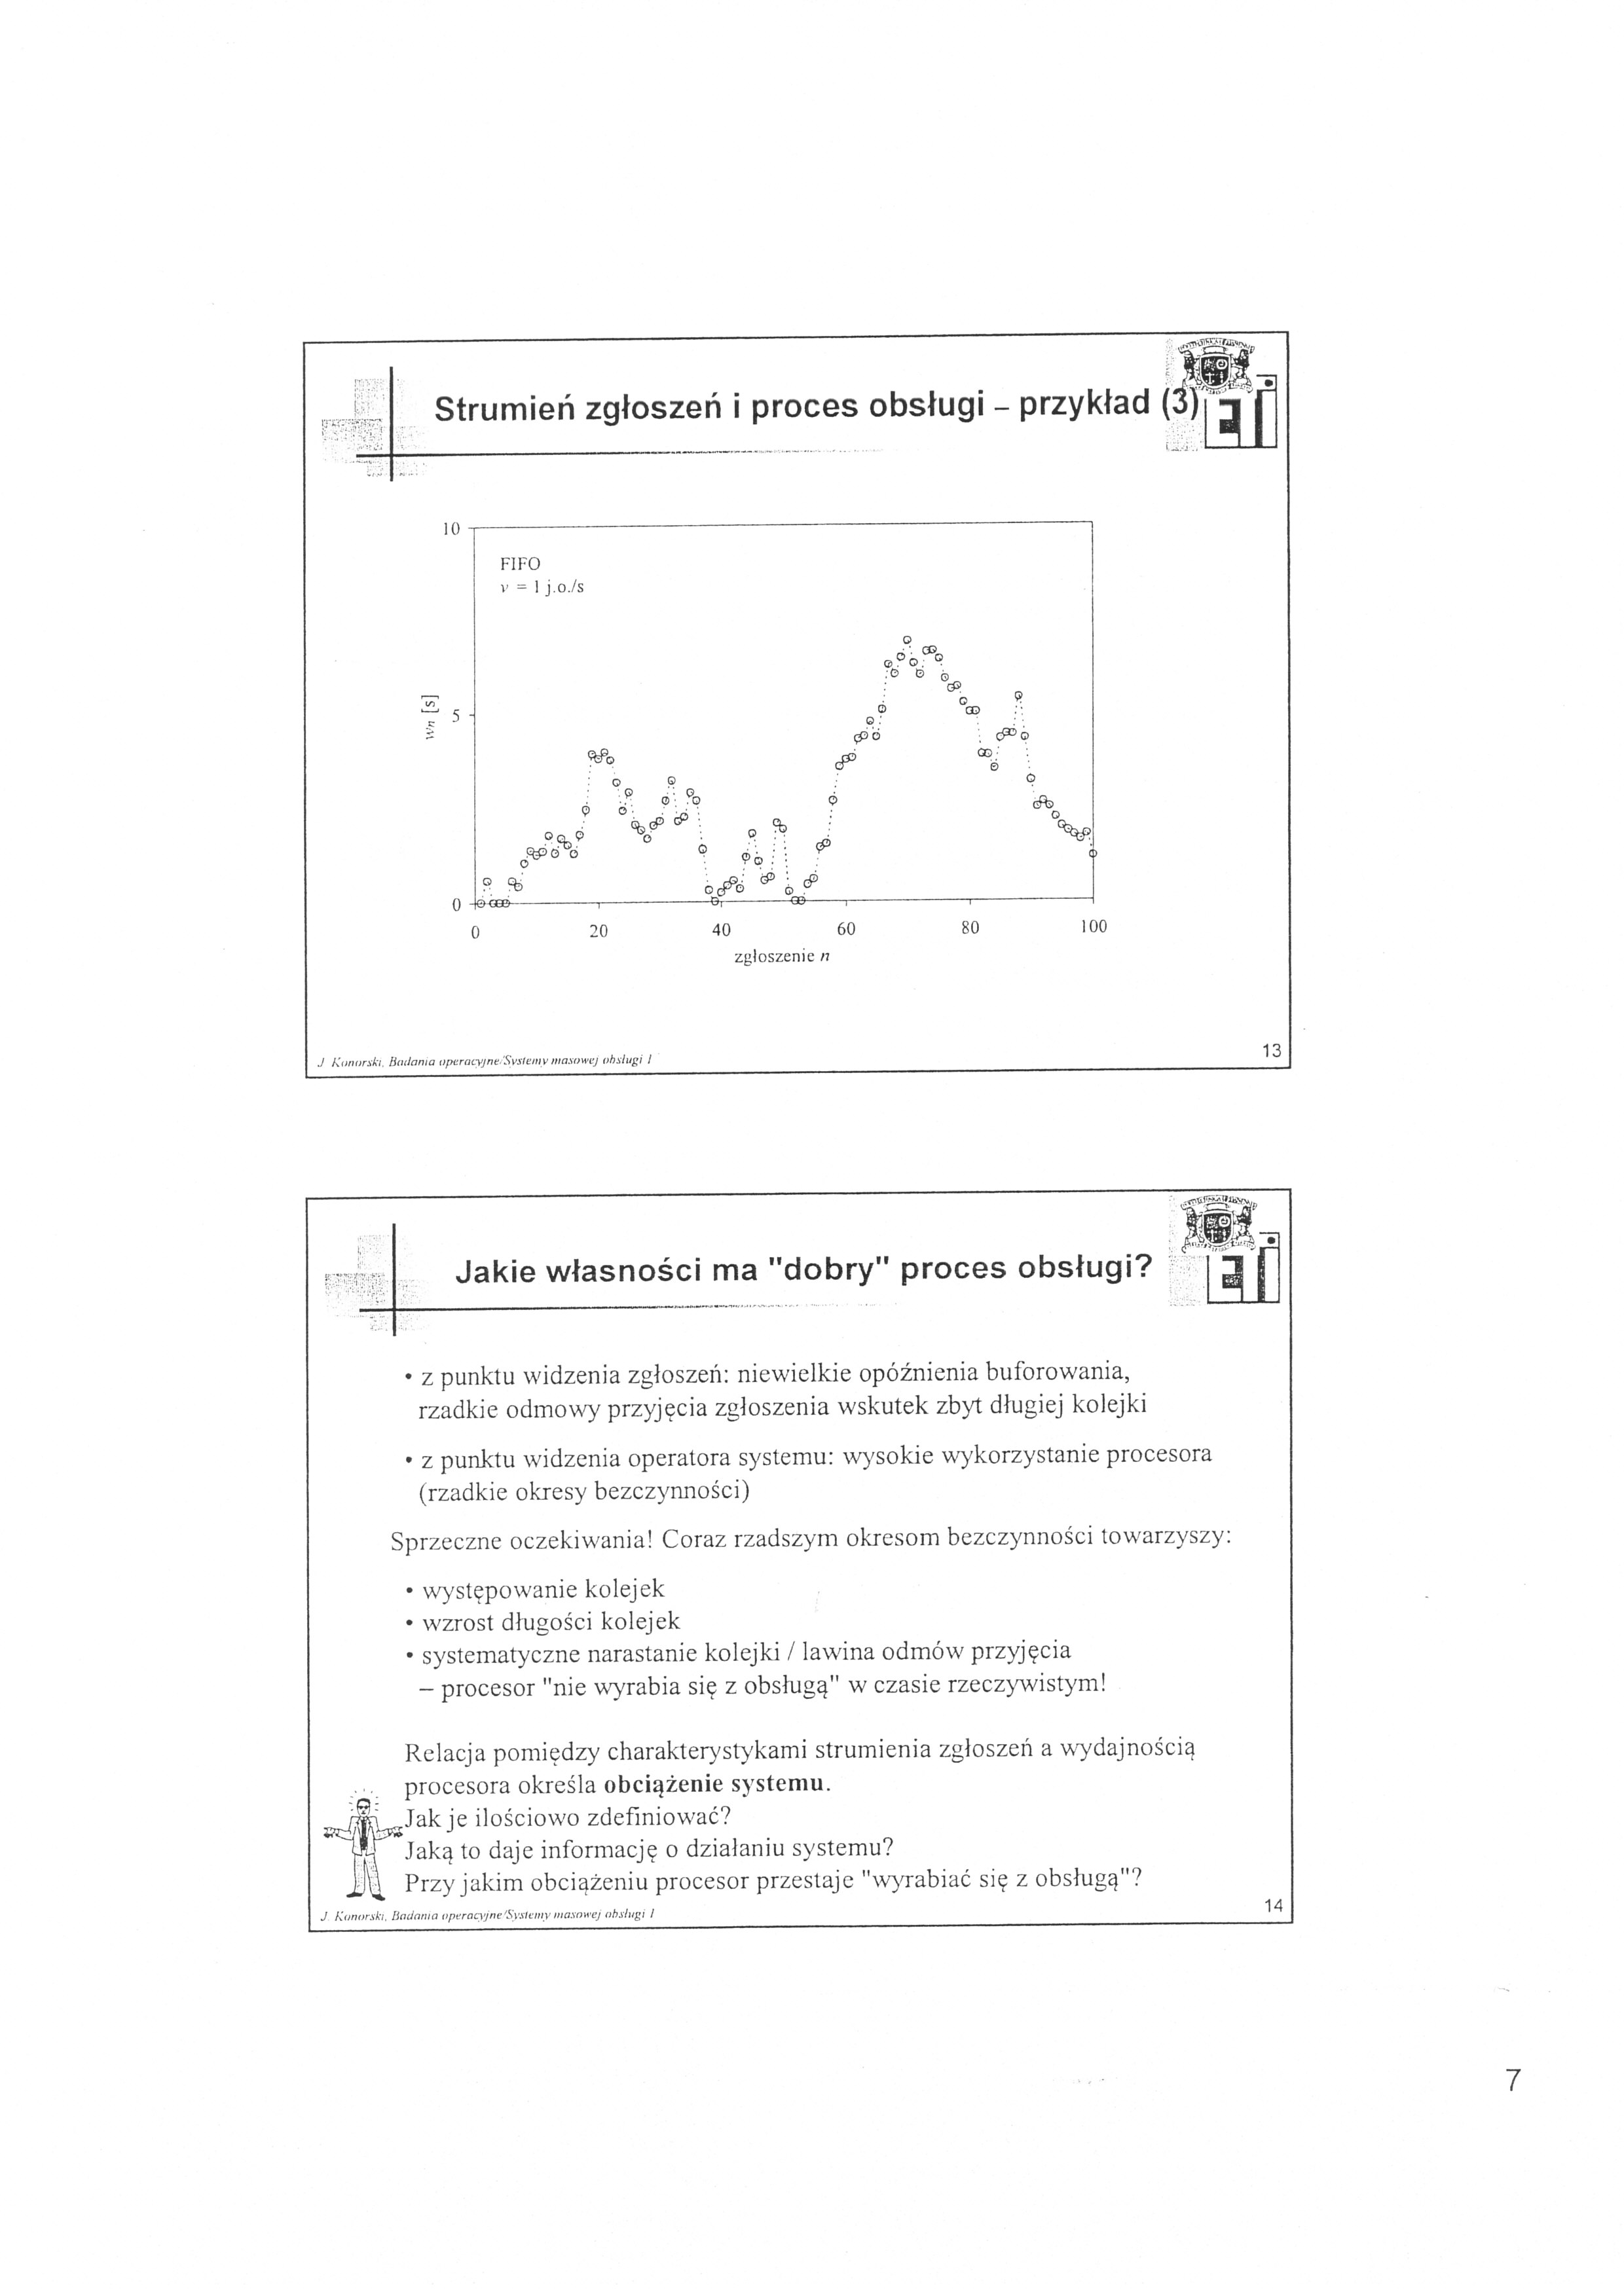 Strumień zgłoszeń i proces obsługi – przykład (3)
10
FIFO
v = 1 j.o./s
wn [s]
5
0
0 20 40 60 80 100
zgłoszenie n
J. Konorski, Badania operacyjne/Systemy masowej obsługi I
13
Jakie własności ma "dobry" proces obsługi?
• z punktu widzenia zgłoszeń: niewielkie opóźnienia buforowania,
rzadkie odmowy przyjęcia zgłoszenia wskutek zbyt długiej kolejki
• z punktu widzenia operatora systemu: wysokie wykorzystanie procesora
(rzadkie okresy bezczynności)
Sprzeczne oczekiwania! Coraz rzadszym okresom bezczynności towarzyszy:
• występowanie kolejek
• wzrost długości kolejek
• systematyczne narastanie kolejki / lawina odmów przyjęcia
– procesor "nie wyrabia się z obsługą" w czasie rzeczywistym!
Relacja pomiędzy charakterystykami strumienia zgłoszeń a wydajnością
procesora określa obciążenie systemu.
Jak je ilościowo zdefiniować?
Jaką to daje informację o działaniu systemu?
Przy jakim obciążeniu procesor przestaje "wyrabiać się z obsługą"?
J. Konorski, Badania operacyjne/Systemy masowej obsługi I
14
7